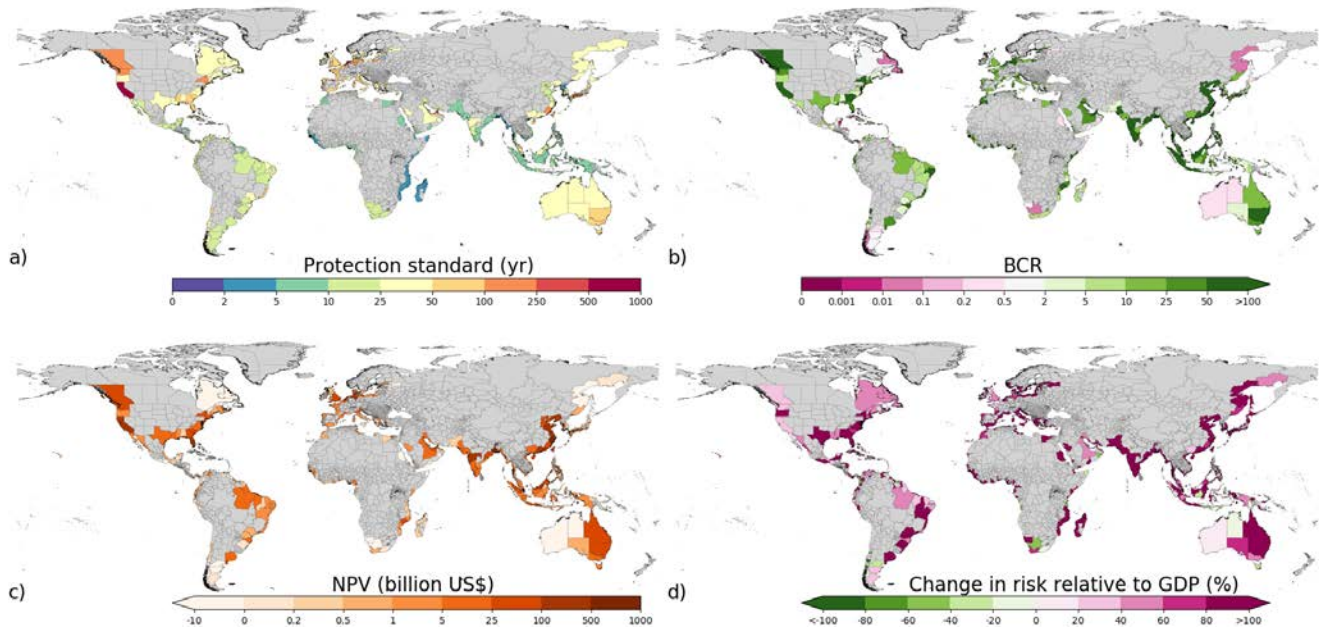 a)
Protection standard (yr)
0 2 5 10 25 50 100 250 500 1000
b)
BCR
0 0.001 0.01 0.1 0.2 0.5 2 5 10 25 50 >100
c)
NPV (billion US$)
-10 0 0.2 0.5 1 5 25 100 500 1000
d)
Change in risk relative to GDP (%)
<-100 -80 -60 -40 -20 0 20 40 60 80 >100